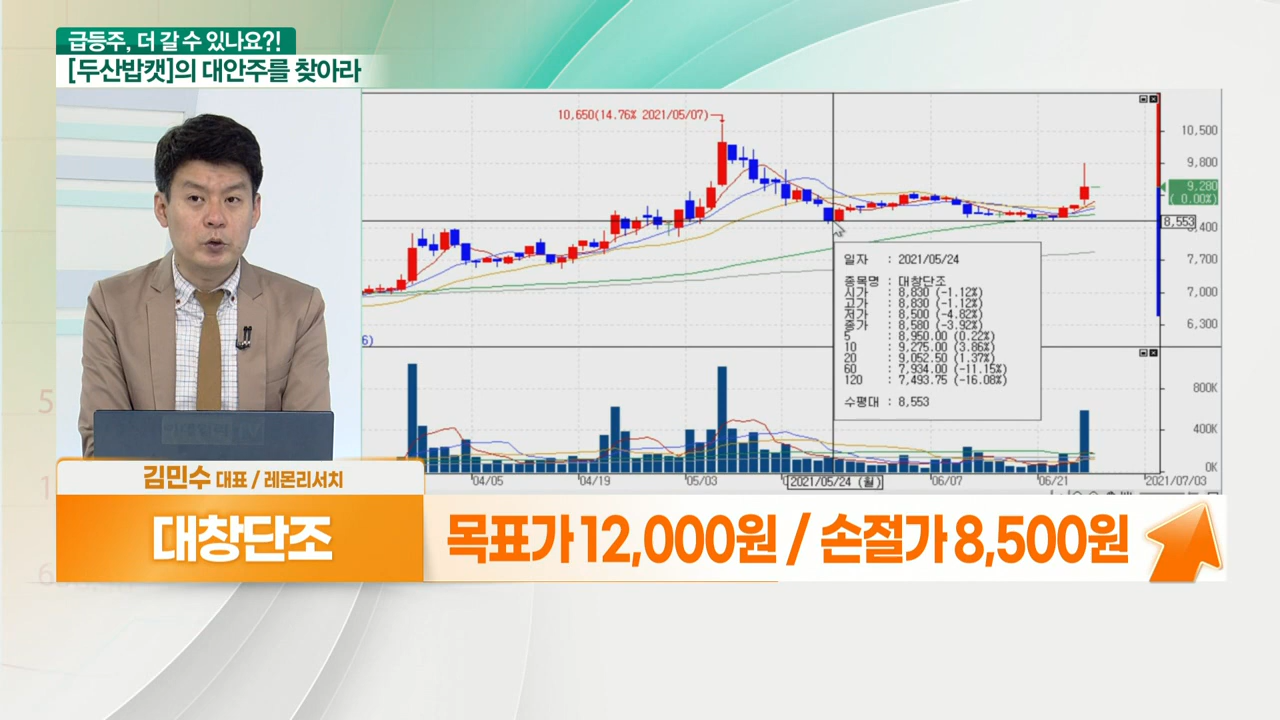 급등주, 더 갈 수 있나요?!
[두산밥캣]의 대안주를 찾아라
10,650(14.76% 2021/05/07)
10,500
9,800
9,280
( 0.00%)
8,553
8,400
7,700
7,000
6,300
일자 : 2021/05/24
종목명 : 대창단조
시가 : 8,830 (-1.12%)
고가 : 8,830 (-1.12%)
저가 : 8,500 (-4.82%)
종가 : 8,580 (-3.92%)
5 : 8,950.00 (0.22%)
10 : 9,275.00 (3.86%)
20 : 9,052.50 (1.37%)
60 : 7,934.00 (-11.15%)
120 : 7,493.75 (-16.08%)
수평대 : 8,553
6)
800K
400K
0K
04/05
04/19
05/03
2021/05/24 (월)
06/07
06/21
2021/07/03
김민수 대표 / 레몬리서치
대창단조
목표가 12,000원 / 손절가 8,500원